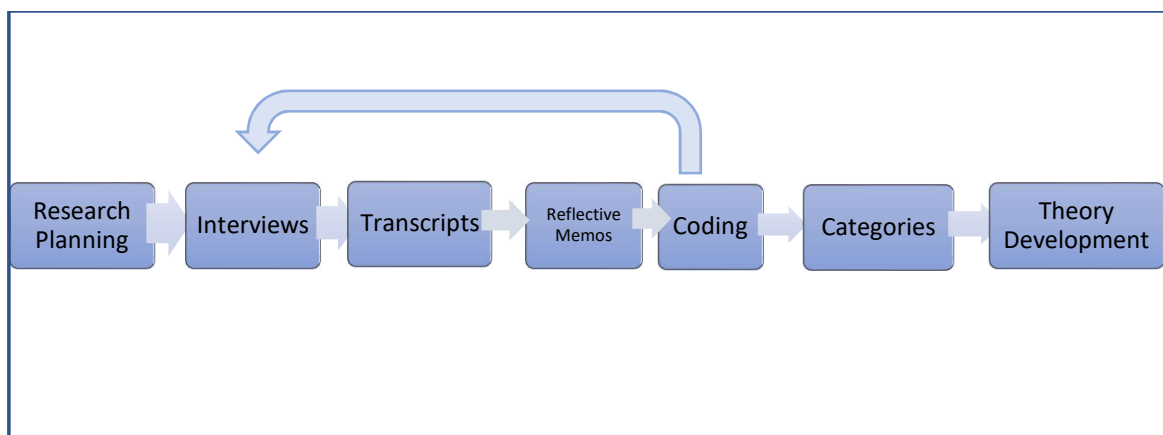 Research
Planning
Interviews
Transcripts
Reflective
Memos
Coding
Categories
Theory
Development